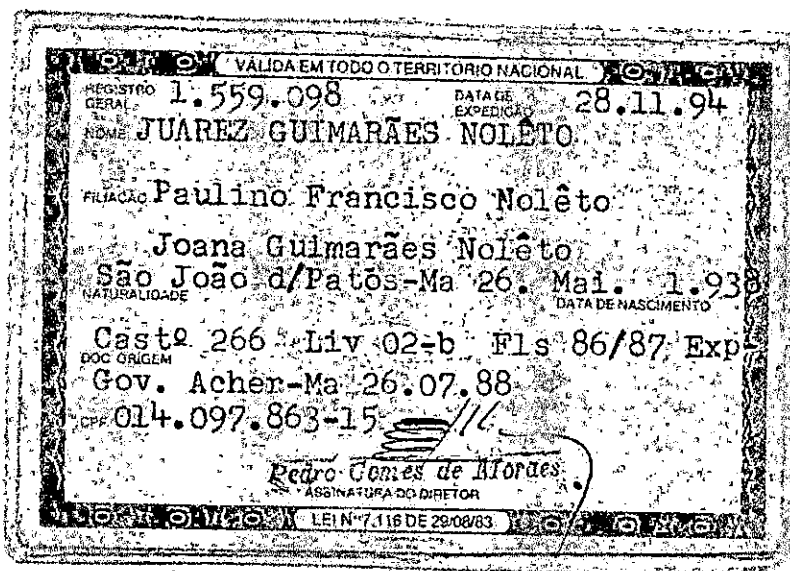 VÁLIDA EM TODO O TERRITÓRIO NACIONAL
REGISTRO GERAL 1.559.098 DATA DE EXPEDIÇÃO 28.11.94
NOME JUAREZ GUIMARÃES NOLÊTO
FILIAÇÃO Paulino Francisco Nolêto
Joana Guimarães Nolêto
São João d/Patos-Ma 26. Mai. 1.938
NATURALIDADE DATA DE NASCIMENTO
Castº 266 Liv 02-b Fls 86/87 Exp
DOC ORIGEM
Gov. Acher-Ma 26.07.88
CPF 014.097.863-15
Pedro Gomes de Moraes
ASSINATURA DO DIRETOR
LEI Nº 7.116 DE 29/08/83